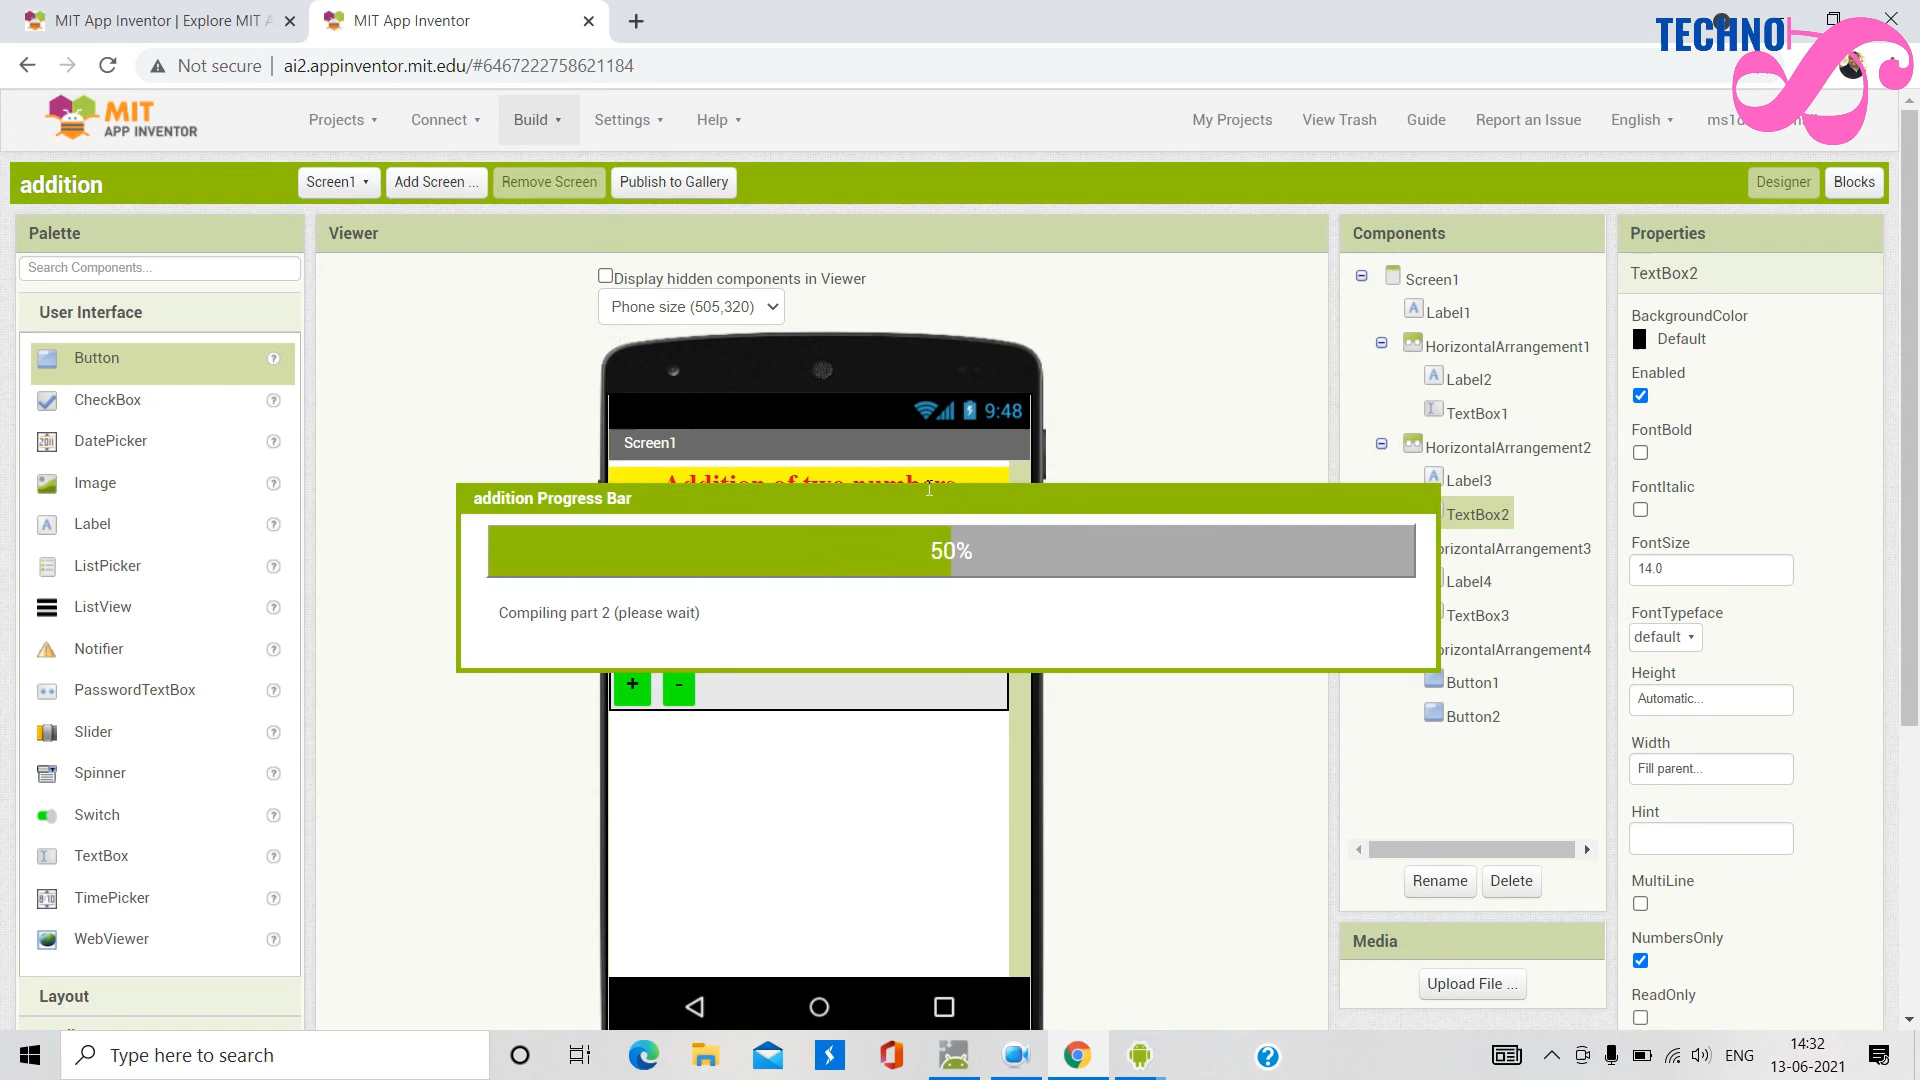 MIT App Inventor | Explore MIT A
MIT App Inventor
TECHNO
Not secure
ai2.appinventor.mit.edu/#6467222758621184
MIT
APP INVENTOR
Projects
Connect
Build
Settings
Help
My Projects
View Trash
Guide
Report an Issue
English
addition
Screen1
Add Screen ...
Remove Screen
Publish to Gallery
Designer
Blocks
Palette
Search Components...
User Interface
Button
CheckBox
DatePicker
Image
Label
ListPicker
ListView
Notifier
PasswordTextBox
Slider
Spinner
Switch
TextBox
TimePicker
WebViewer
Layout
Viewer
Display hidden components in Viewer
Phone size (505,320)
9:48
Screen1
Addition of two numbers
addition Progress Bar
50%
Compiling part 2 (please wait)
+
-
Components
Screen1
Label1
HorizontalArrangement1
Label2
TextBox1
HorizontalArrangement2
Label3
TextBox2
orizontalArrangement3
Label4
TextBox3
orizontalArrangement4
Button1
Button2
Rename
Delete
Media
Upload File ...
Properties
TextBox2
BackgroundColor
Default
Enabled
FontBold
FontItalic
FontSize
14.0
FontTypeface
default
Height
Automatic...
Width
Fill parent...
Hint
MultiLine
NumbersOnly
ReadOnly
Type here to search
ENG
14:32
13-06-2021